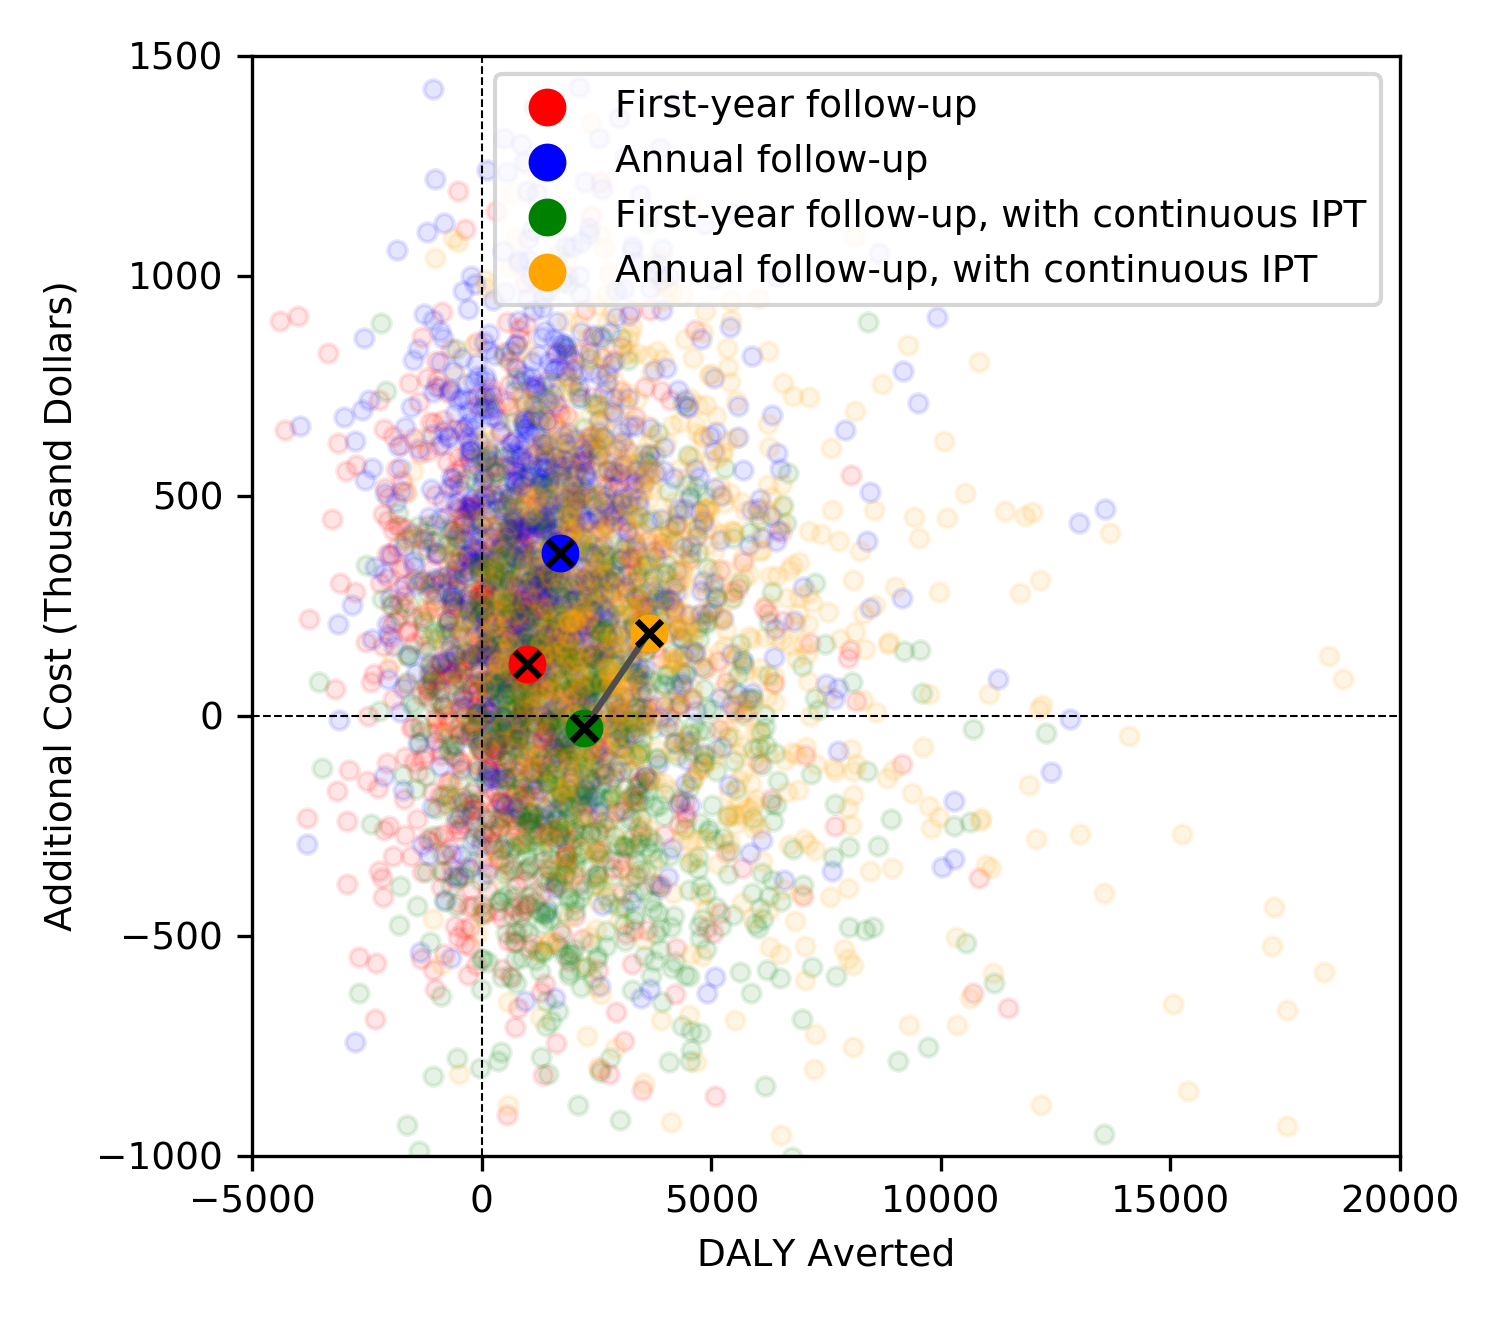 1500
1000
500
0
−500
−1000
Additional Cost (Thousand Dollars)
First-year follow-up
Annual follow-up
First-year follow-up, with continuous IPT
Annual follow-up, with continuous IPT
−5000 0 5000 10000 15000 20000
DALY Averted